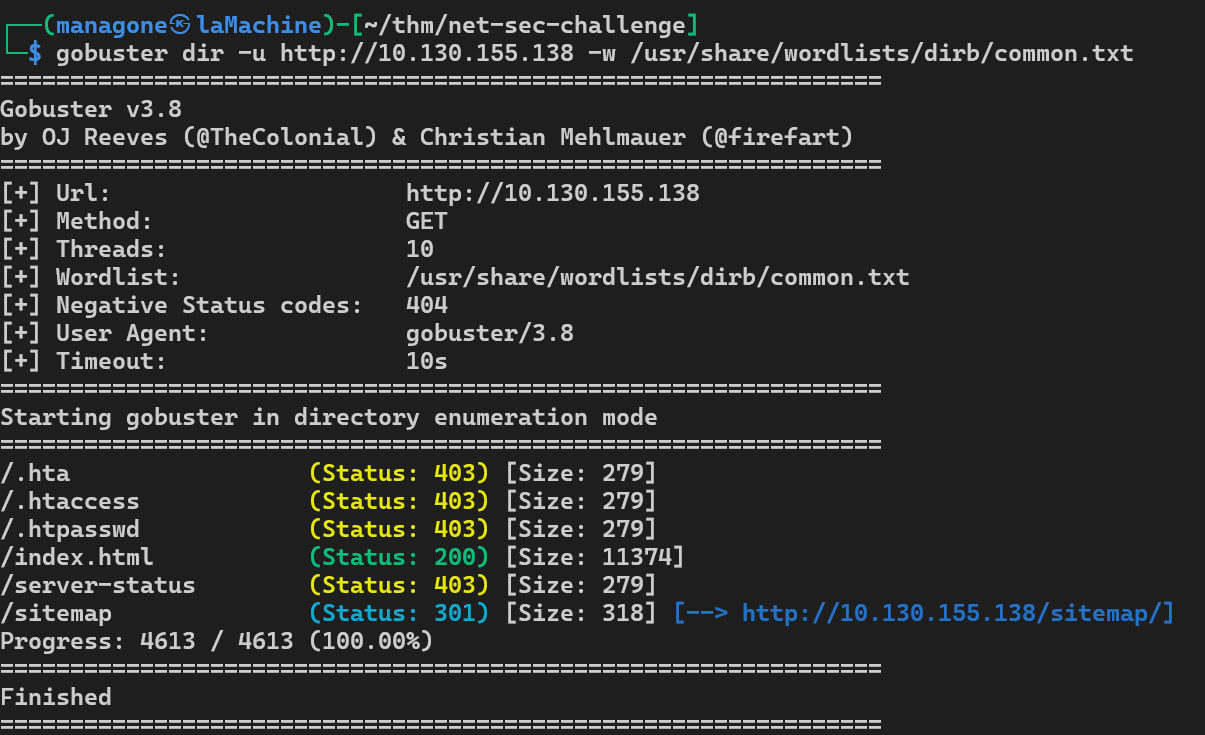 ┌──(managone㉿laMachine)-[~/thm/net-sec-challenge]
└─$ gobuster dir -u http://10.130.155.138 -w /usr/share/wordlists/dirb/common.txt
===============================================================
Gobuster v3.8
by OJ Reeves (@TheColonial) & Christian Mehlmauer (@firefart)
===============================================================
[+] Url:                     http://10.130.155.138
[+] Method:                  GET
[+] Threads:                 10
[+] Wordlist:                /usr/share/wordlists/dirb/common.txt
[+] Negative Status codes:   404
[+] User Agent:              gobuster/3.8
[+] Timeout:                 10s
===============================================================
Starting gobuster in directory enumeration mode
===============================================================
/.hta                 (Status: 403) [Size: 279]
/.htaccess            (Status: 403) [Size: 279]
/.htpasswd            (Status: 403) [Size: 279]
/index.html           (Status: 200) [Size: 11374]
/server-status        (Status: 403) [Size: 279]
/sitemap              (Status: 301) [Size: 318] [--> http://10.130.155.138/sitemap/]
Progress: 4613 / 4613 (100.00%)
===============================================================
Finished
===============================================================